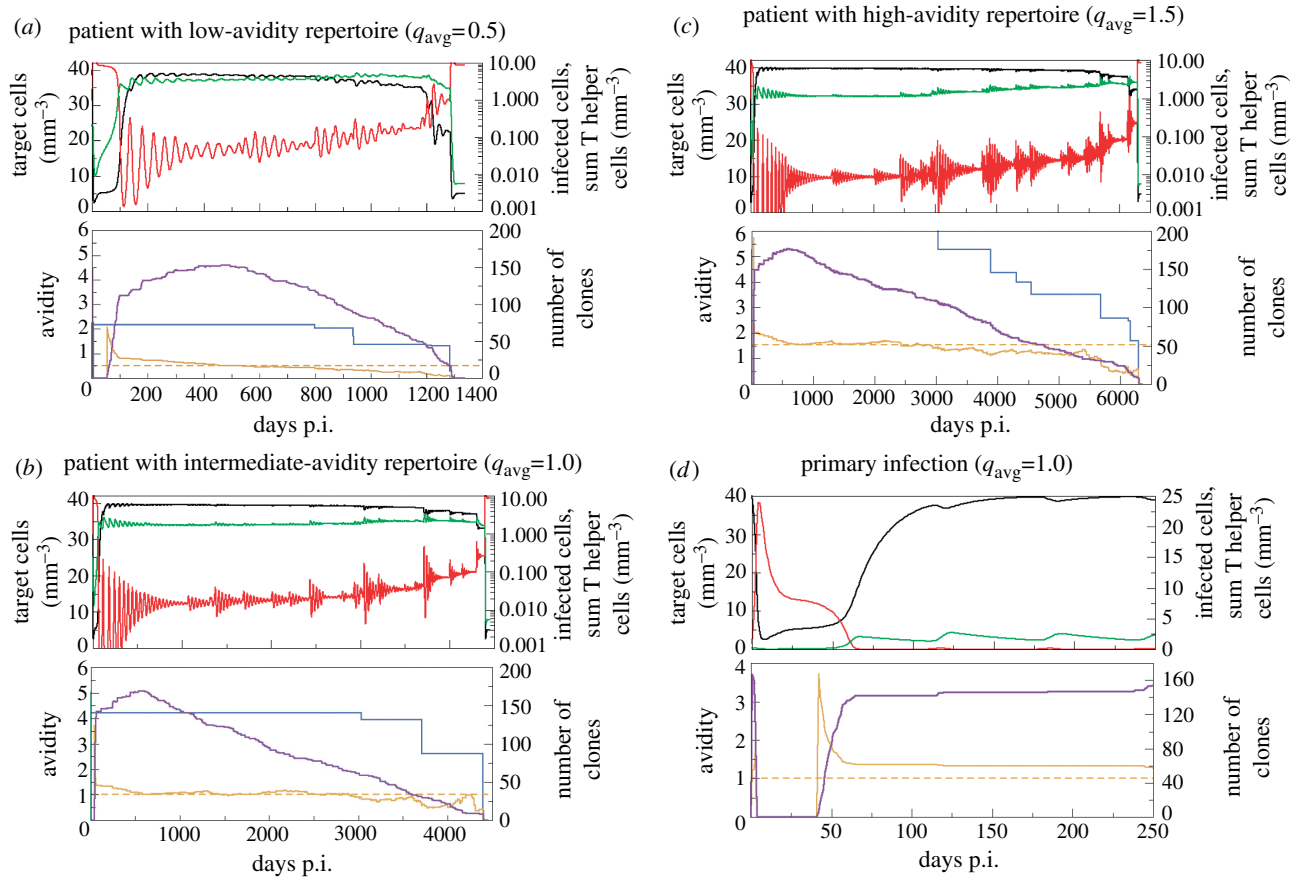 (a) patient with low-avidity repertoire (qavg=0.5)
target cells
(mm−3)
40
30
20
10
0
10.00
1.000
0.100
0.010
0.001
infected cells,
sum T helper
cells (mm−3)
avidity
6
5
4
3
2
1
200
150
100
75
50
25
0
number of
clones
0 200 400 600 800 1000 1200 1400
days p.i.
(b) patient with intermediate-avidity repertoire (qavg=1.0)
target cells
(mm−3)
40
30
20
10
0
10.00
1.000
0.100
0.010
0.001
infected cells,
sum T helper
cells (mm−3)
avidity
6
5
4
3
2
1
0
200
150
100
50
0
number of
clones
0 1000 2000 3000 4000
days p.i.
(c) patient with high-avidity repertoire (qavg=1.5)
target cells
(mm−3)
40
30
20
10
0
10.00
1.000
0.100
0.010
0.001
infected cells,
sum T helper
cells (mm−3)
avidity
6
5
4
3
2
1
0
200
150
100
50
0
number of
clones
0 1000 2000 3000 4000 5000 6000
days p.i.
(d) primary infection (qavg=1.0)
target cells
(mm−3)
40
30
20
10
0
25
20
15
10
5
0
infected cells,
sum T helper
cells (mm−3)
avidity
4
3
2
1
0
160
120
80
40
0
number of
clones
0 50 100 150 200 250
days p.i.